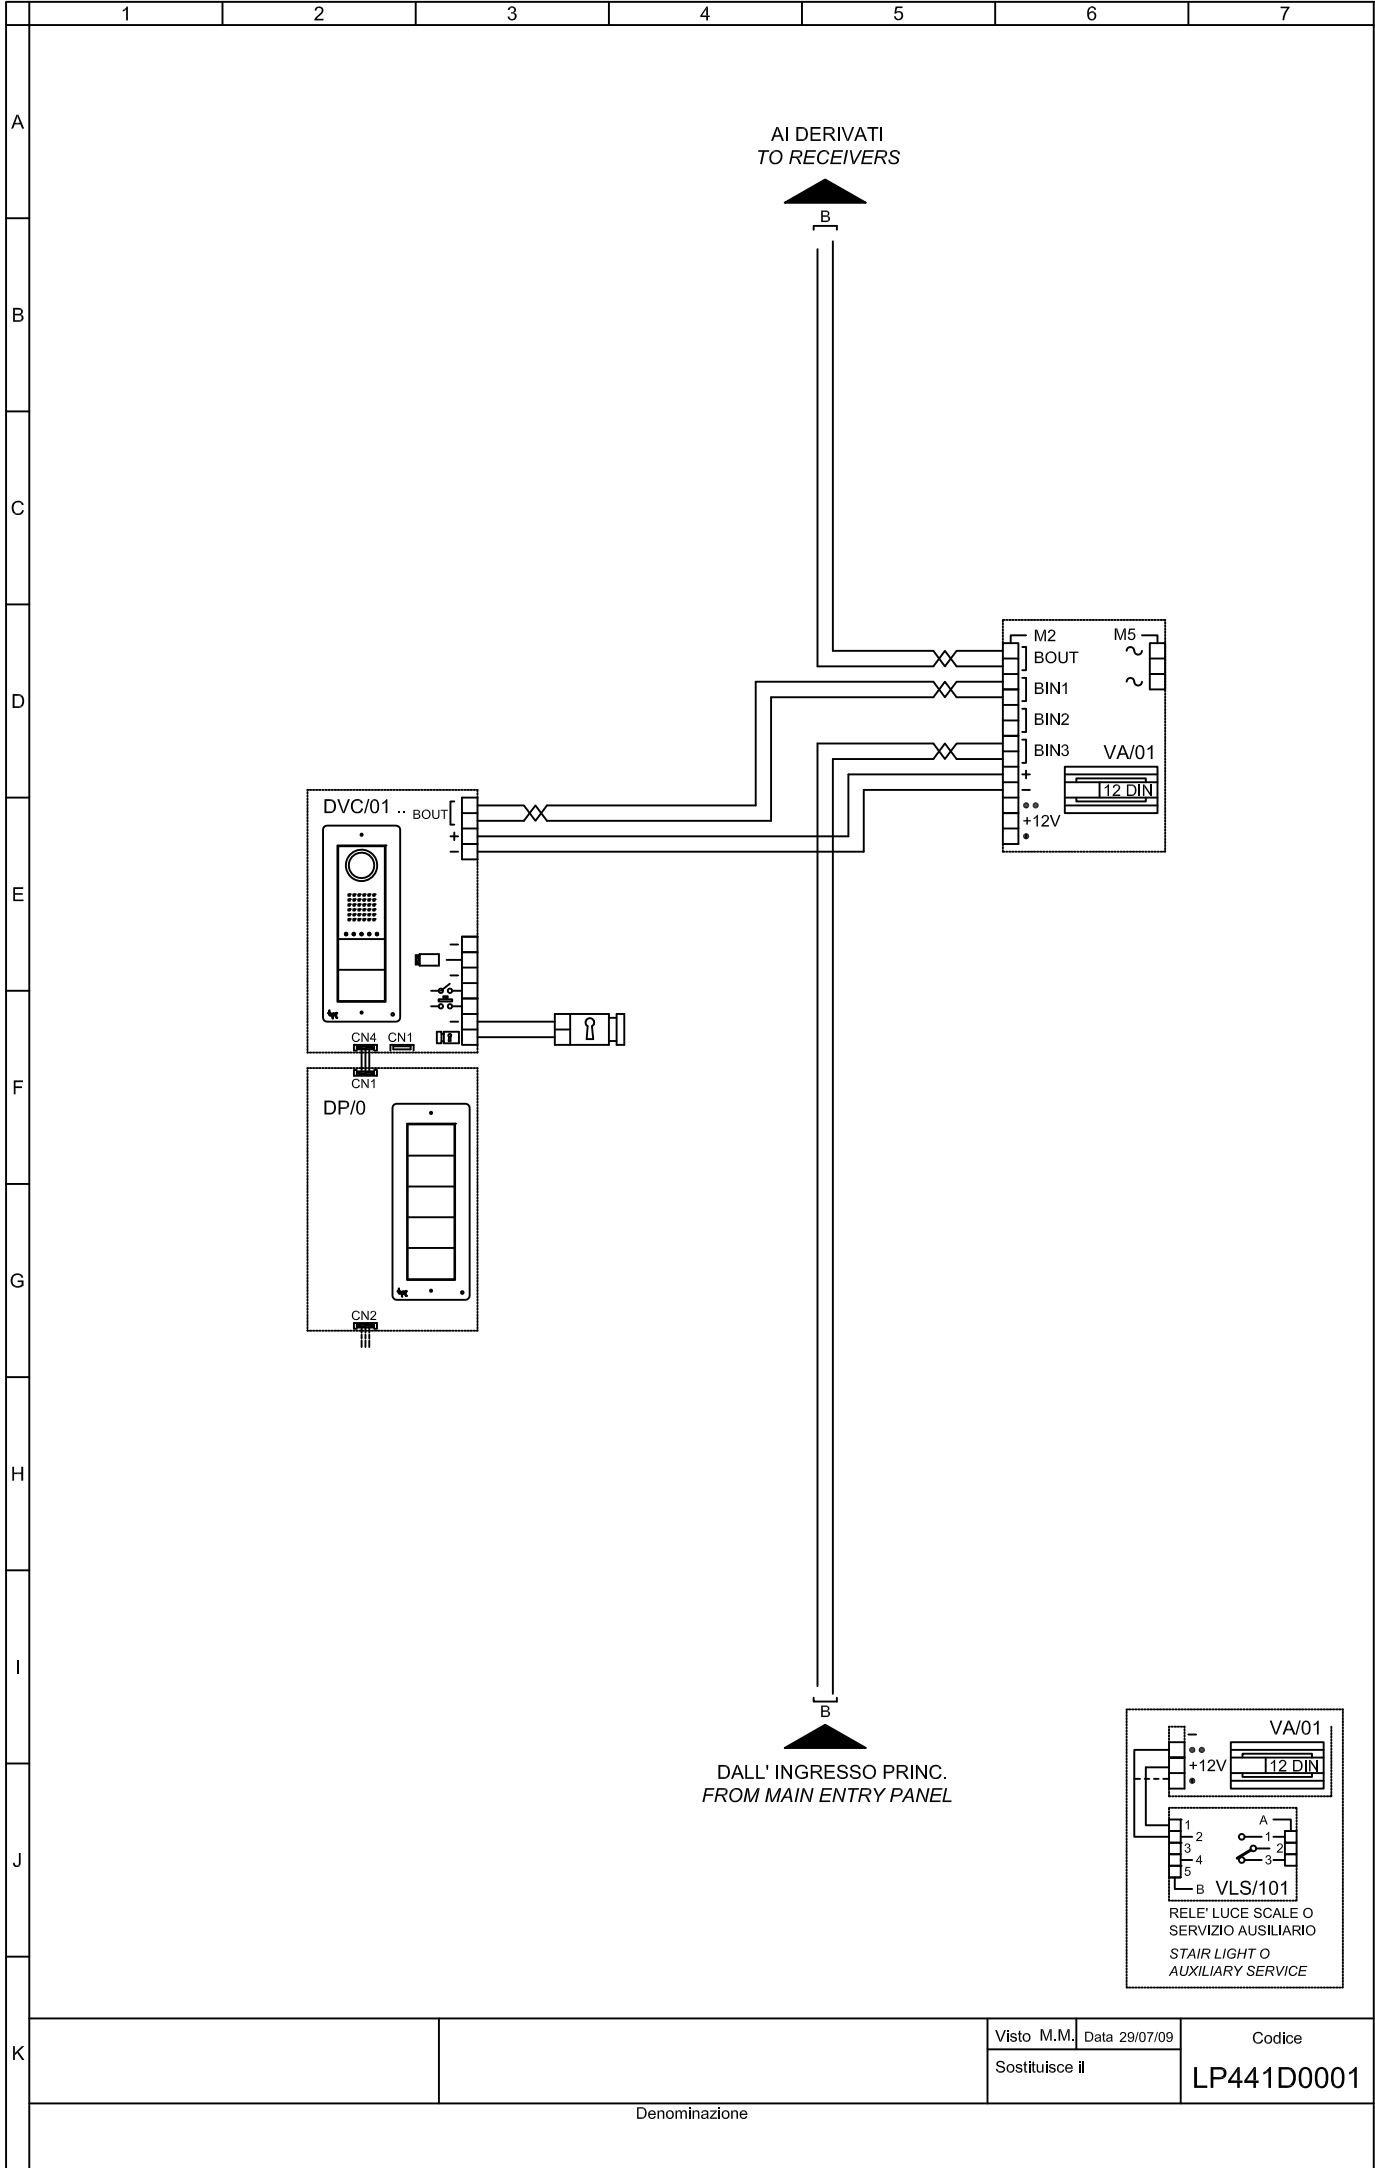 1 2 3 4 5 6 7
A
AI DERIVATI
TO RECEIVERS
B
B
C
D
M2 M5
BOUT
BIN1
BIN2
BIN3 VA/01
+
12 DIN
–
+12V
DVC/01 .. BOUT
+
–
E
–
–
–
CN4 CN1
CN1
F
DP/0
G
CN2
H
I
B
DALL' INGRESSO PRINC.
FROM MAIN ENTRY PANEL
VA/01
–
+12V 12 DIN
J
1 A
2 1
3 2
4 3
5
B VLS/101
RELE' LUCE SCALE O
SERVIZIO AUSILIARIO
STAIR LIGHT O
AUXILIARY SERVICE
K
Visto M.M. Data 29/07/09 Codice
Sostituisce il
LP441D0001
Denominazione